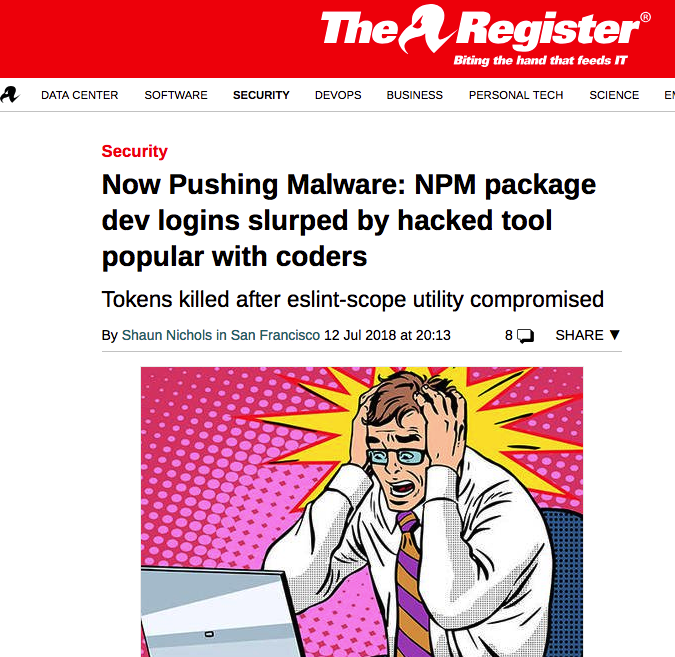 The Register®
Biting the hand that feeds IT
DATA CENTER SOFTWARE SECURITY DEVOPS BUSINESS PERSONAL TECH SCIENCE
Security
Now Pushing Malware: NPM package
dev logins slurped by hacked tool
popular with coders
Tokens killed after eslint-scope utility compromised
By Shaun Nichols in San Francisco 12 Jul 2018 at 20:13 8 SHARE ▼